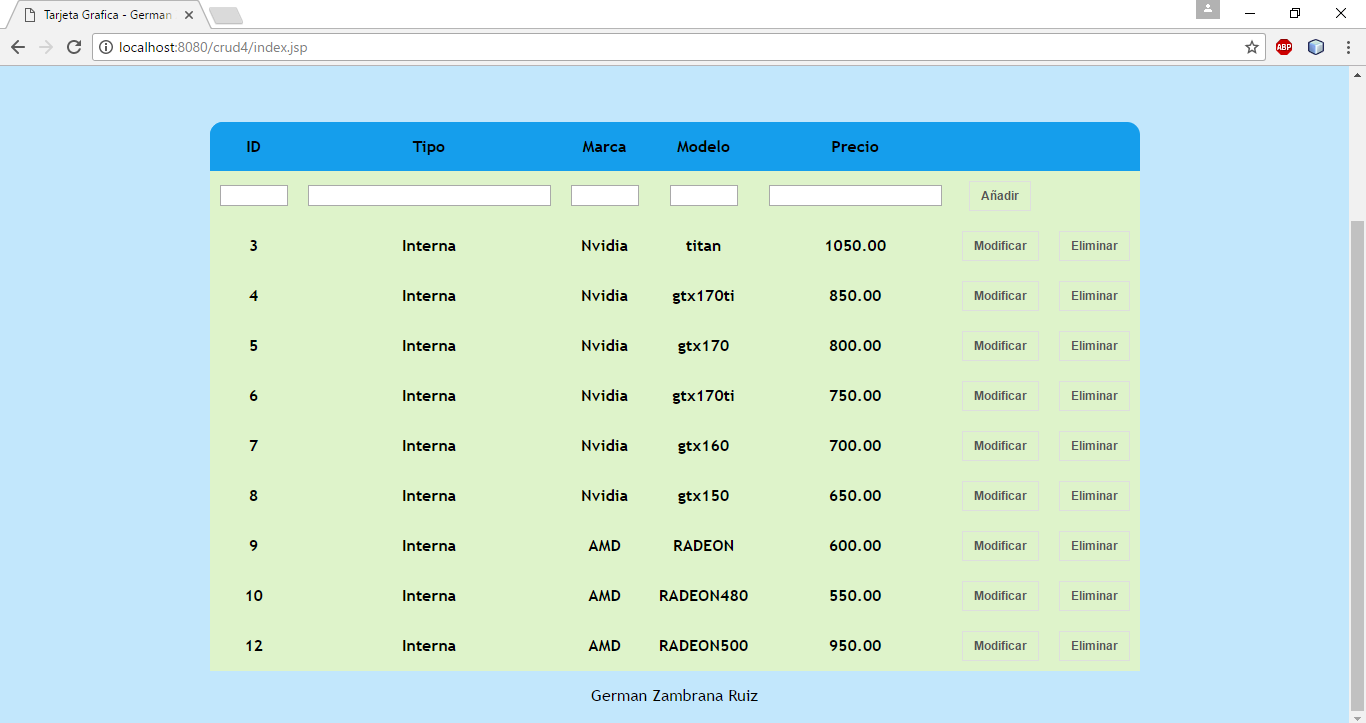 Tarjeta Grafica - German
localhost:8080/crud4/index.jsp
ABP
ID Tipo Marca Modelo Precio
Añadir
3 Interna Nvidia titan 1050.00 Modificar Eliminar
4 Interna Nvidia gtx170ti 850.00 Modificar Eliminar
5 Interna Nvidia gtx170 800.00 Modificar Eliminar
6 Interna Nvidia gtx170ti 750.00 Modificar Eliminar
7 Interna Nvidia gtx160 700.00 Modificar Eliminar
8 Interna Nvidia gtx150 650.00 Modificar Eliminar
9 Interna AMD RADEON 600.00 Modificar Eliminar
10 Interna AMD RADEON480 550.00 Modificar Eliminar
12 Interna AMD RADEON500 950.00 Modificar Eliminar
German Zambrana Ruiz